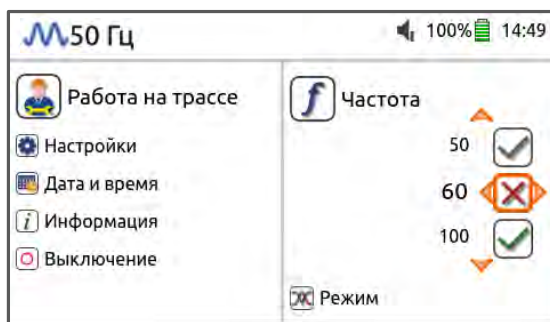 50 Гц 100% 14:49
Работа на трассе
Настройки
Дата и время
i Информация
Выключение
f Частота
50
60
100
Режим